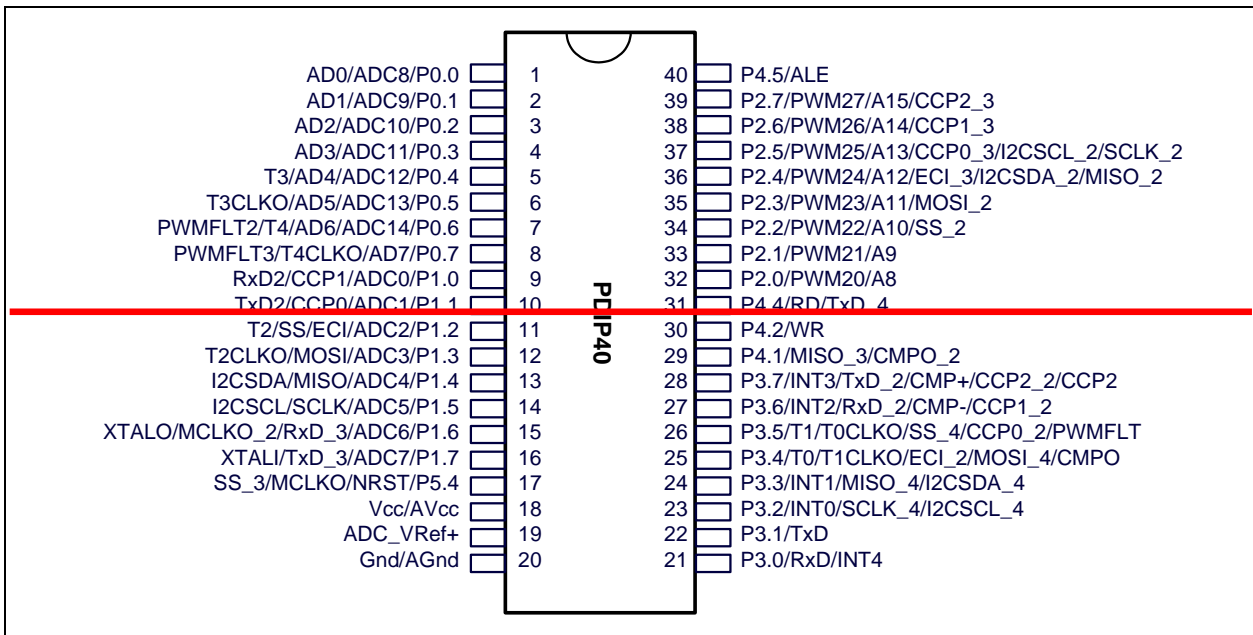 AD0/ADC8/P0.0 1 40 P4.5/ALE
AD1/ADC9/P0.1 2 39 P2.7/PWM27/A15/CCP2_3
AD2/ADC10/P0.2 3 38 P2.6/PWM26/A14/CCP1_3
AD3/ADC11/P0.3 4 37 P2.5/PWM25/A13/CCP0_3/I2CSCL_2/SCLK_2
T3/AD4/ADC12/P0.4 5 36 P2.4/PWM24/A12/ECI_3/I2CSDA_2/MISO_2
T3CLKO/AD5/ADC13/P0.5 6 35 P2.3/PWM23/A11/MOSI_2
PWMFLT2/T4/AD6/ADC14/P0.6 7 34 P2.2/PWM22/A10/SS_2
PWMFLT3/T4CLKO/AD7/P0.7 8 33 P2.1/PWM21/A9
RxD2/CCP1/ADC0/P1.0 9 32 P2.0/PWM20/A8
TxD2/CCP0/ADC1/P1.1 10 31 P4.4/RD/TxD_4
PDIP40
T2/SS/ECI/ADC2/P1.2 11 30 P4.2/WR
T2CLKO/MOSI/ADC3/P1.3 12 29 P4.1/MISO_3/CMPO_2
I2CSDA/MISO/ADC4/P1.4 13 28 P3.7/INT3/TxD_2/CMP+/CCP2_2/CCP2
I2CSCL/SCLK/ADC5/P1.5 14 27 P3.6/INT2/RxD_2/CMP-/CCP1_2
XTALO/MCLKO_2/RxD_3/ADC6/P1.6 15 26 P3.5/T1/T0CLKO/SS_4/CCP0_2/PWMFLT
XTALI/TxD_3/ADC7/P1.7 16 25 P3.4/T0/T1CLKO/ECI_2/MOSI_4/CMPO
SS_3/MCLKO/NRST/P5.4 17 24 P3.3/INT1/MISO_4/I2CSDA_4
Vcc/AVcc 18 23 P3.2/INT0/SCLK_4/I2CSCL_4
ADC_VRef+ 19 22 P3.1/TxD
Gnd/AGnd 20 21 P3.0/RxD/INT4